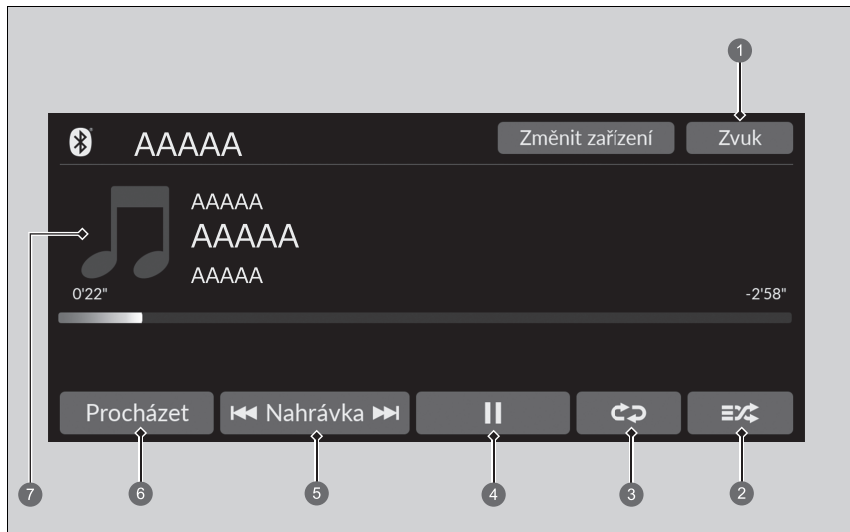 1
AAAAA
Změnit zařízení
Zvuk
AAAAA
AAAAA
7
AAAAA
0'22"
-2'58"
Procházet
Nahrávka
6
5
4
3
2